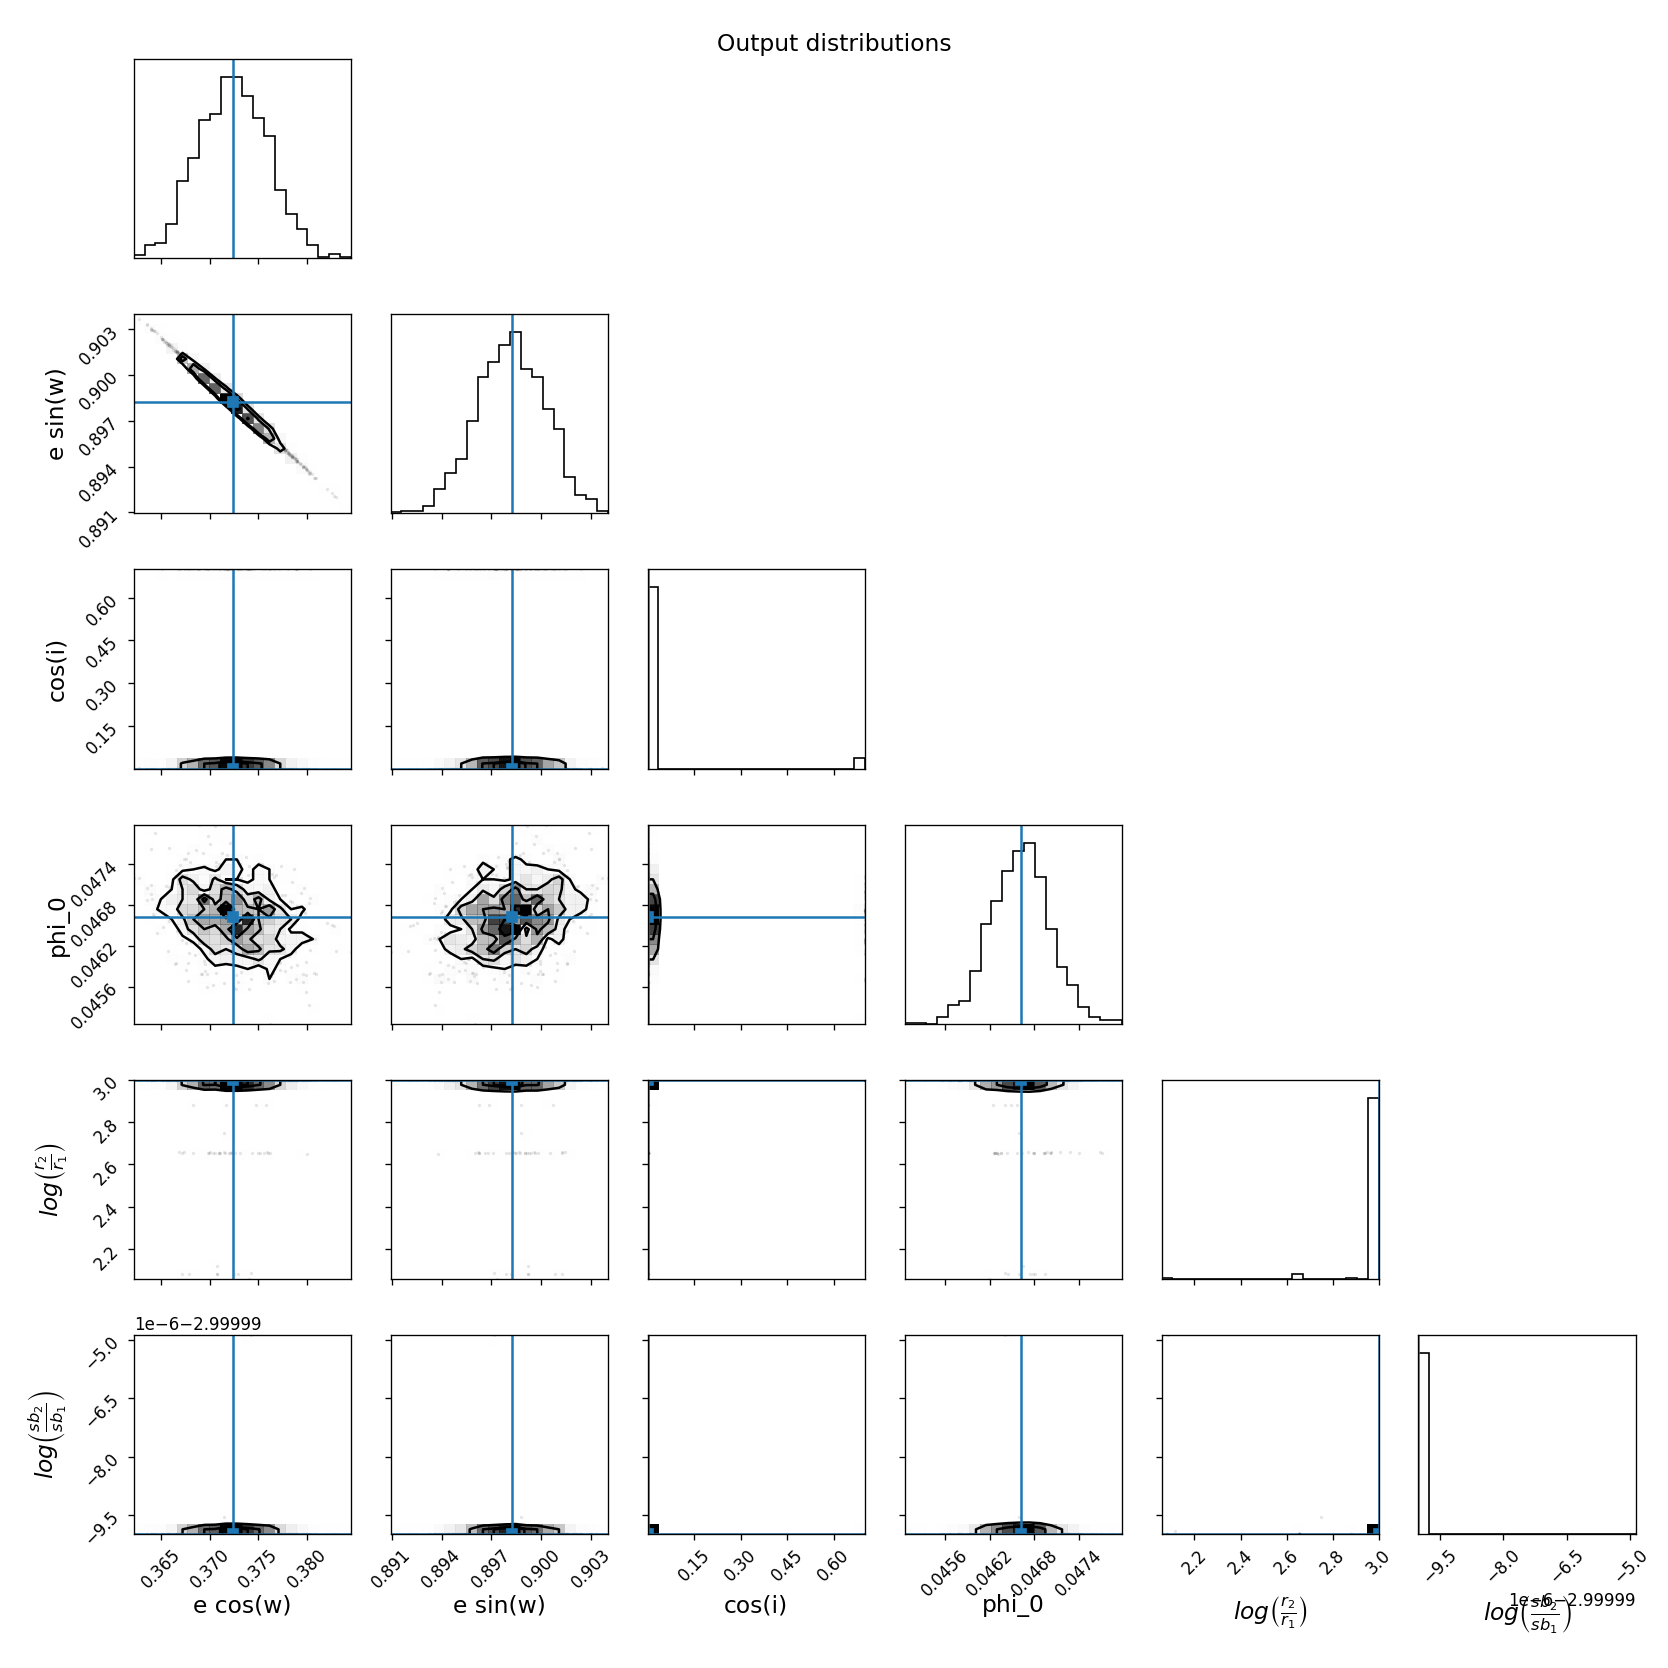 Output distributions
0.903
0.900
0.897
0.894
0.891
e sin(w)
0.60
0.45
0.30
0.15
cos(i)
0.0474
0.0468
0.0462
0.0456
phi_0
3.0
2.8
2.6
2.4
2.2
log(r₂/r₁)
1e−6−2.99999
−5.0
−6.5
−8.0
−9.5
log(sb₂/sb₁)
0.365 0.370 0.375 0.380 0.891 0.894 0.897 0.900 0.903 0.15 0.30 0.45 0.60 0.0456 0.0462 0.0468 0.0474 2.2 2.4 2.6 2.8 3.0 −9.5 −8.0 −6.5 −5.0
1e−6−2.99999
e cos(w) e sin(w) cos(i) phi_0 log(r₂/r₁) log(sb₂/sb₁)